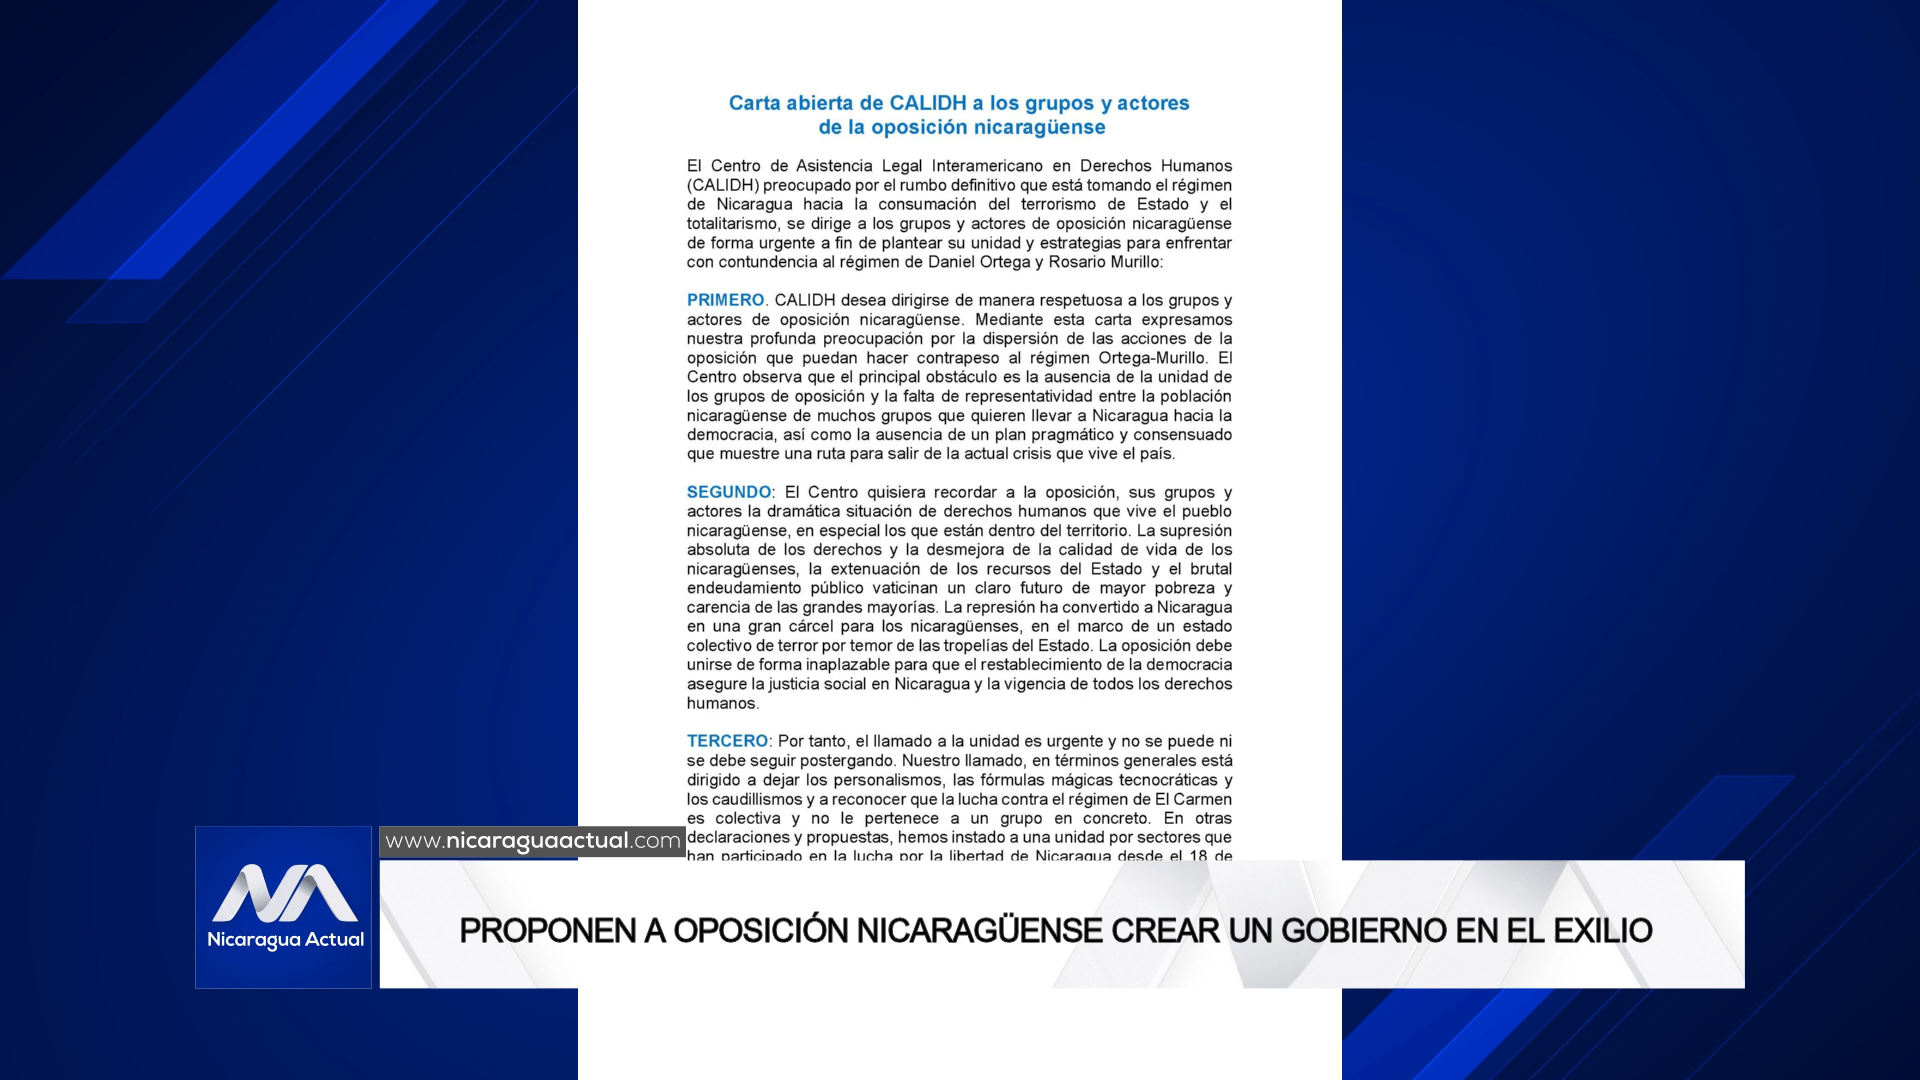 Carta abierta de CALIDH a los grupos y actores
de la oposición nicaragüense
El Centro de Asistencia Legal Interamericano en Derechos Humanos
(CALIDH) preocupado por el rumbo definitivo que está tomando el régimen
de Nicaragua hacia la consumación del terrorismo de Estado y el
totalitarismo, se dirige a los grupos y actores de oposición nicaragüense
de forma urgente a fin de plantear su unidad y estrategias para enfrentar
con contundencia al régimen de Daniel Ortega y Rosario Murillo:
PRIMERO. CALIDH desea dirigirse de manera respetuosa a los grupos y
actores de oposición nicaragüense. Mediante esta carta expresamos
nuestra profunda preocupación por la dispersión de las acciones de la
oposición que puedan hacer contrapeso al régimen Ortega-Murillo. El
Centro observa que el principal obstáculo es la ausencia de la unidad de
los grupos de oposición y la falta de representatividad entre la población
nicaragüense de muchos grupos que quieren llevar a Nicaragua hacia la
democracia, así como la ausencia de un plan pragmático y consensuado
que muestre una ruta para salir de la actual crisis que vive el país.
SEGUNDO: El Centro quisiera recordar a la oposición, sus grupos y
actores la dramática situación de derechos humanos que vive el pueblo
nicaragüense, en especial los que están dentro del territorio. La supresión
absoluta de los derechos y la desmejora de la calidad de vida de los
nicaragüenses, la extenuación de los recursos del Estado y el brutal
endeudamiento público vaticinan un claro futuro de mayor pobreza y
carencia de las grandes mayorías. La represión ha convertido a Nicaragua
en una gran cárcel para los nicaragüenses, en el marco de un estado
colectivo de terror por temor de las tropelías del Estado. La oposición debe
unirse de forma inaplazable para que el restablecimiento de la democracia
asegure la justicia social en Nicaragua y la vigencia de todos los derechos
humanos.
TERCERO: Por tanto, el llamado a la unidad es urgente y no se puede ni
se debe seguir postergando. Nuestro llamado, en términos generales está
dirigido a dejar los personalismos, las fórmulas mágicas tecnocráticas y
los caudillismos y a reconocer que la lucha contra el régimen de El Carmen
es colectiva y no le pertenece a un grupo en concreto. En otras
declaraciones y propuestas, hemos instado a una unidad por sectores que
han participado en la lucha por la libertad de Nicaragua desde el 18 de
www.nicaraguaactual.com
Nicaragua Actual
PROPONEN A OPOSICIÓN NICARAGÜENSE CREAR UN GOBIERNO EN EL EXILIO